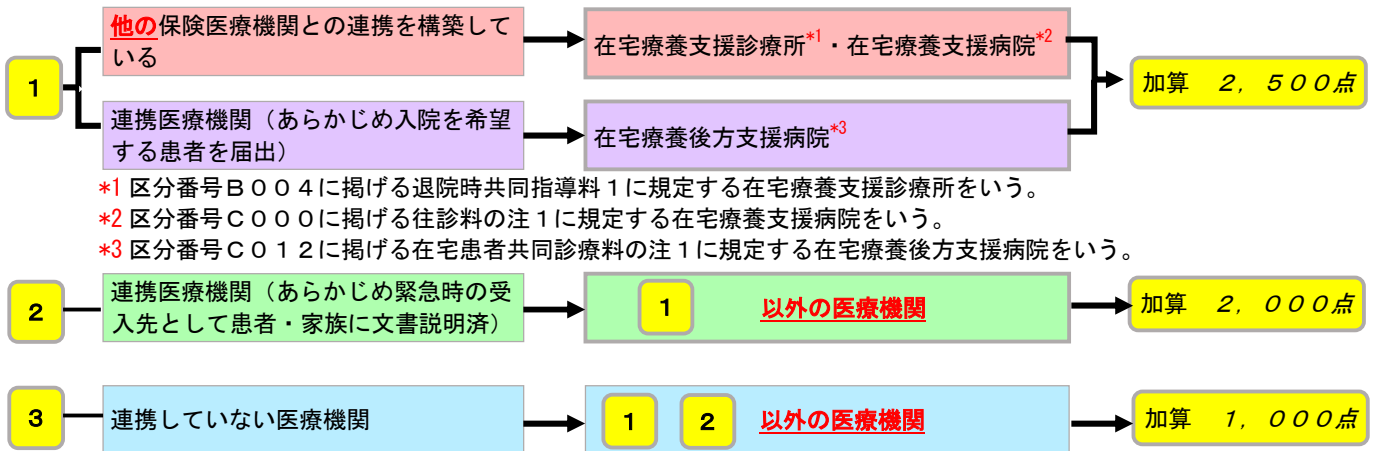 １
他の保険医療機関との連携を構築して
いる
在宅療養支援診療所*1・在宅療養支援病院*2
連携医療機関（あらかじめ入院を希望
する患者を届出）
在宅療養後方支援病院*3
加算　２，５００点
*1 区分番号Ｂ００４に掲げる退院時共同指導料１に規定する在宅療養支援診療所をいう。
*2 区分番号Ｃ０００に掲げる往診料の注１に規定する在宅療養支援病院をいう。
*3 区分番号Ｃ０１２に掲げる在宅患者共同診療料の注１に規定する在宅療養後方支援病院をいう。
２
連携医療機関（あらかじめ緊急時の受
入先として患者・家族に文書説明済）
１　以外の医療機関
加算　２，０００点
３
連携していない医療機関
１　２　以外の医療機関
加算　１，０００点